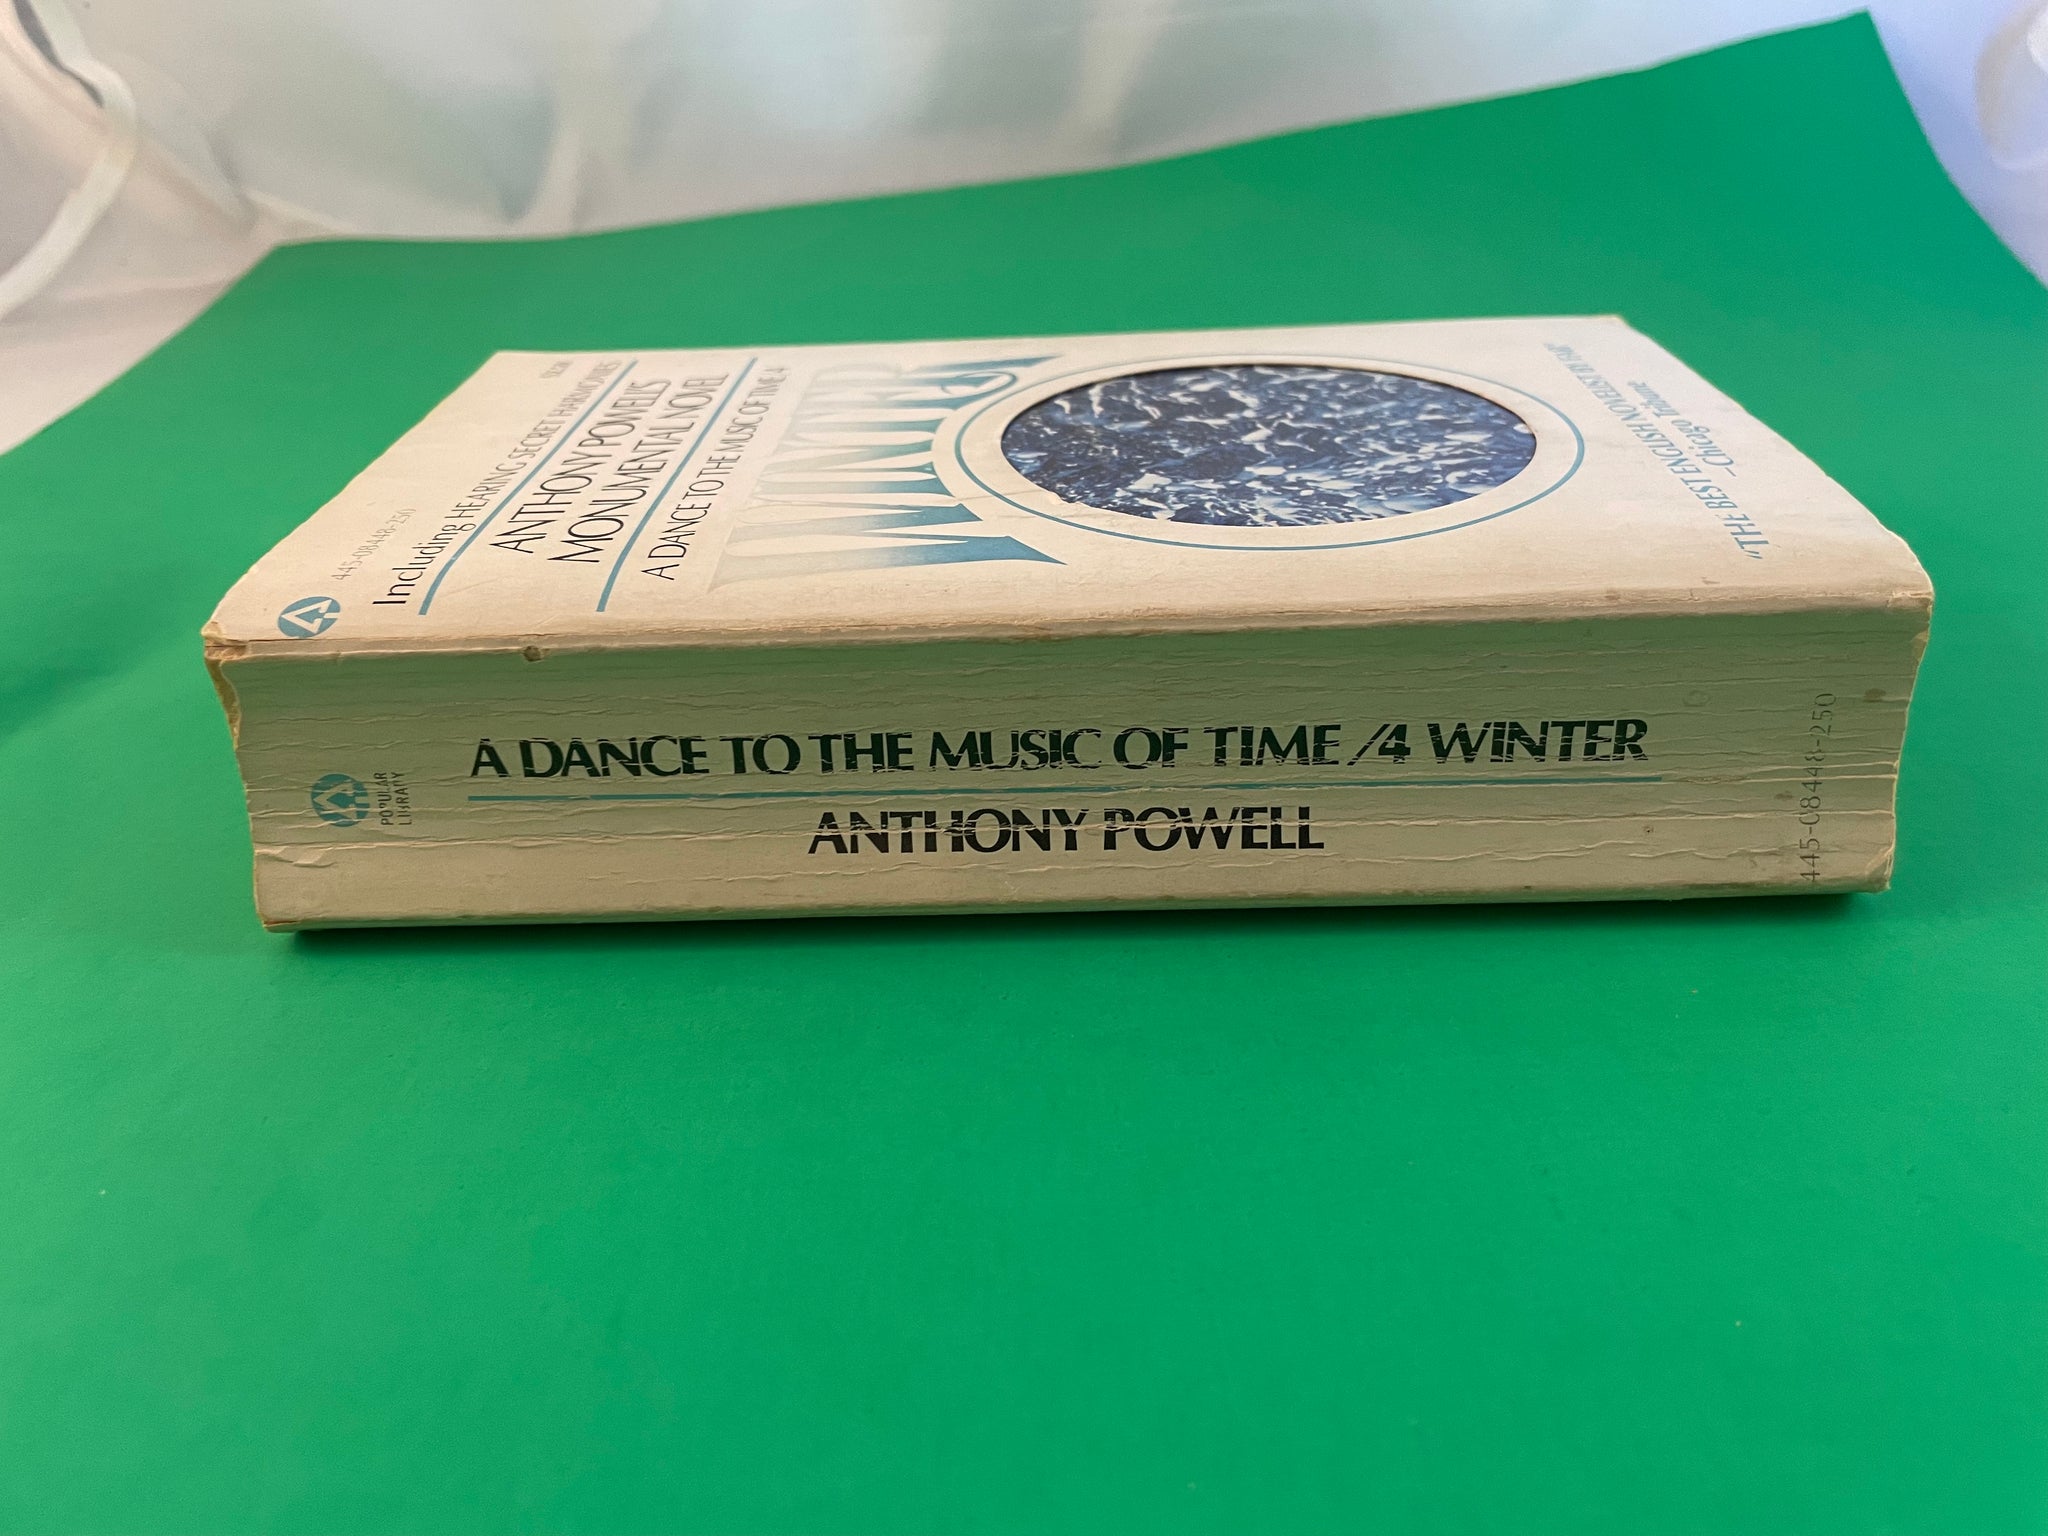 $2.50
445-08448-250
Including HEARING SECRET HARMONIES
ANTHONY POWELL'S
MONUMENTAL NOVEL
A DANCE TO THE MUSIC OF TIME/4
WINTER
"THE BEST ENGLISH NOVELIST
—Chicago Tribune
POPULAR
LIBRARY
A DANCE TO THE MUSIC OF TIME/4 WINTER
ANTHONY POWELL
445-08448-250